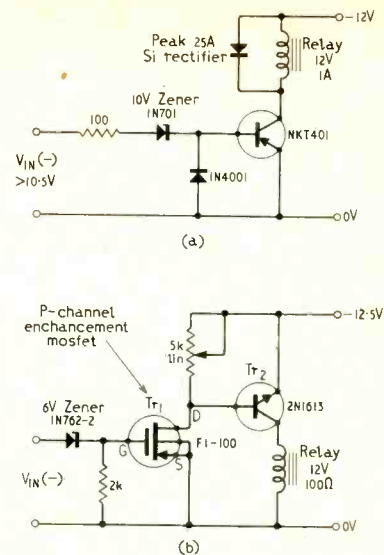 -12V
Peak 25A
Si rectifier
Relay
12V
1A
10V Zener
1N701
100
NKT401
VIN(-)
>10.5V
1N4001
0V
(a)
P-channel
enchancement
mosfet
-12.5V
5k
lin
Tr2
6V Zener
1N762-2
Tr1
D
2N1613
F1-100
G
S
Relay
12V
100Ω
VIN(-)
2k
0V
(b)